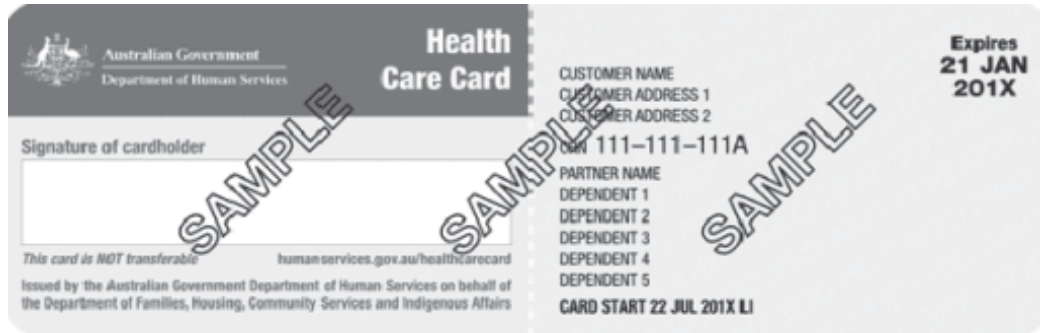 Australian Government
Department of Human Services
Health
Care Card
Signature of cardholder
This card is NOT transferable
humanservices.gov.au/healthcarecard
Issued by the Australian Government Department of Human Services on behalf of
the Department of Families, Housing, Community Services and Indigenous Affairs
SAMPLE
SAMPLE
SAMPLE
CUSTOMER NAME
CUSTOMER ADDRESS 1
CUSTOMER ADDRESS 2
CRN 111–111–111A
PARTNER NAME
DEPENDENT 1
DEPENDENT 2
DEPENDENT 3
DEPENDENT 4
DEPENDENT 5
CARD START 22 JUL 201X LI
Expires
21 JAN
201X